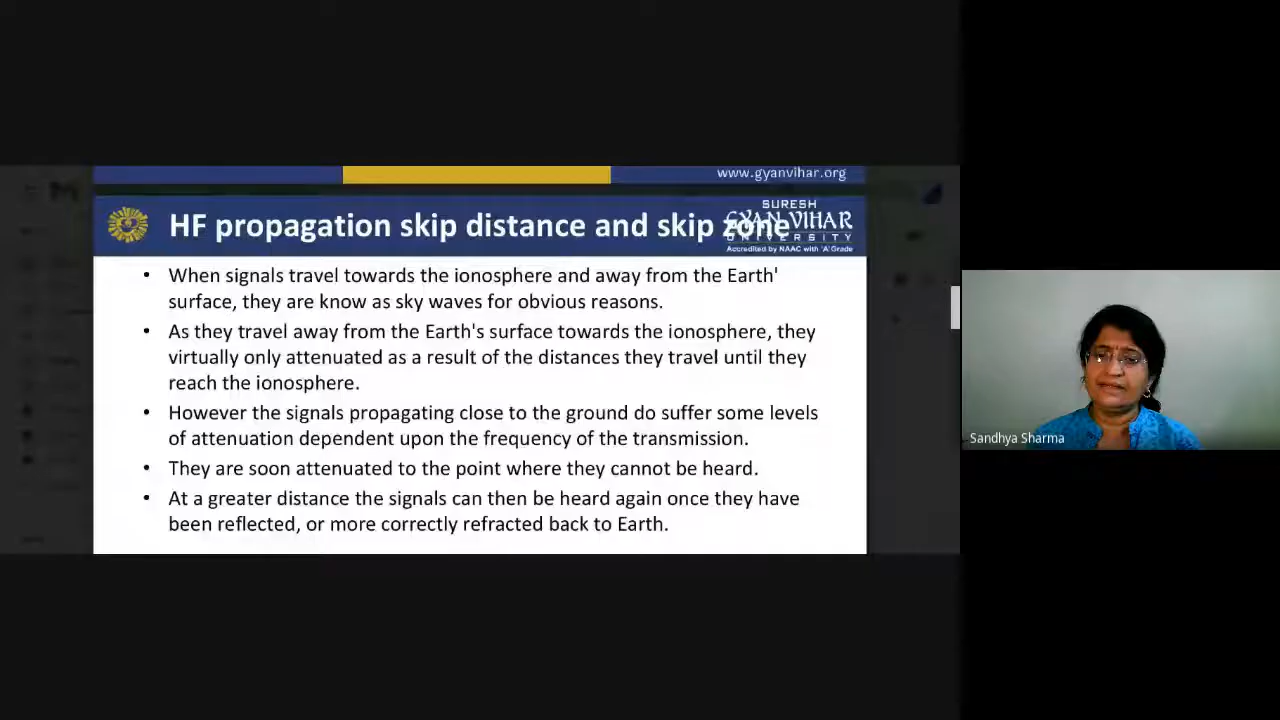 www.gyanvihar.org
HF propagation skip distance and skip zone
SURESH
GYAN VIHAR
UNIVERSITY
Accredited by NAAC with 'A' Grade
• When signals travel towards the ionosphere and away from the Earth'
surface, they are know as sky waves for obvious reasons.
• As they travel away from the Earth's surface towards the ionosphere, they
virtually only attenuated as a result of the distances they travel until they
reach the ionosphere.
• However the signals propagating close to the ground do suffer some levels
of attenuation dependent upon the frequency of the transmission.
• They are soon attenuated to the point where they cannot be heard.
• At a greater distance the signals can then be heard again once they have
been reflected, or more correctly refracted back to Earth.
Sandhya Sharma